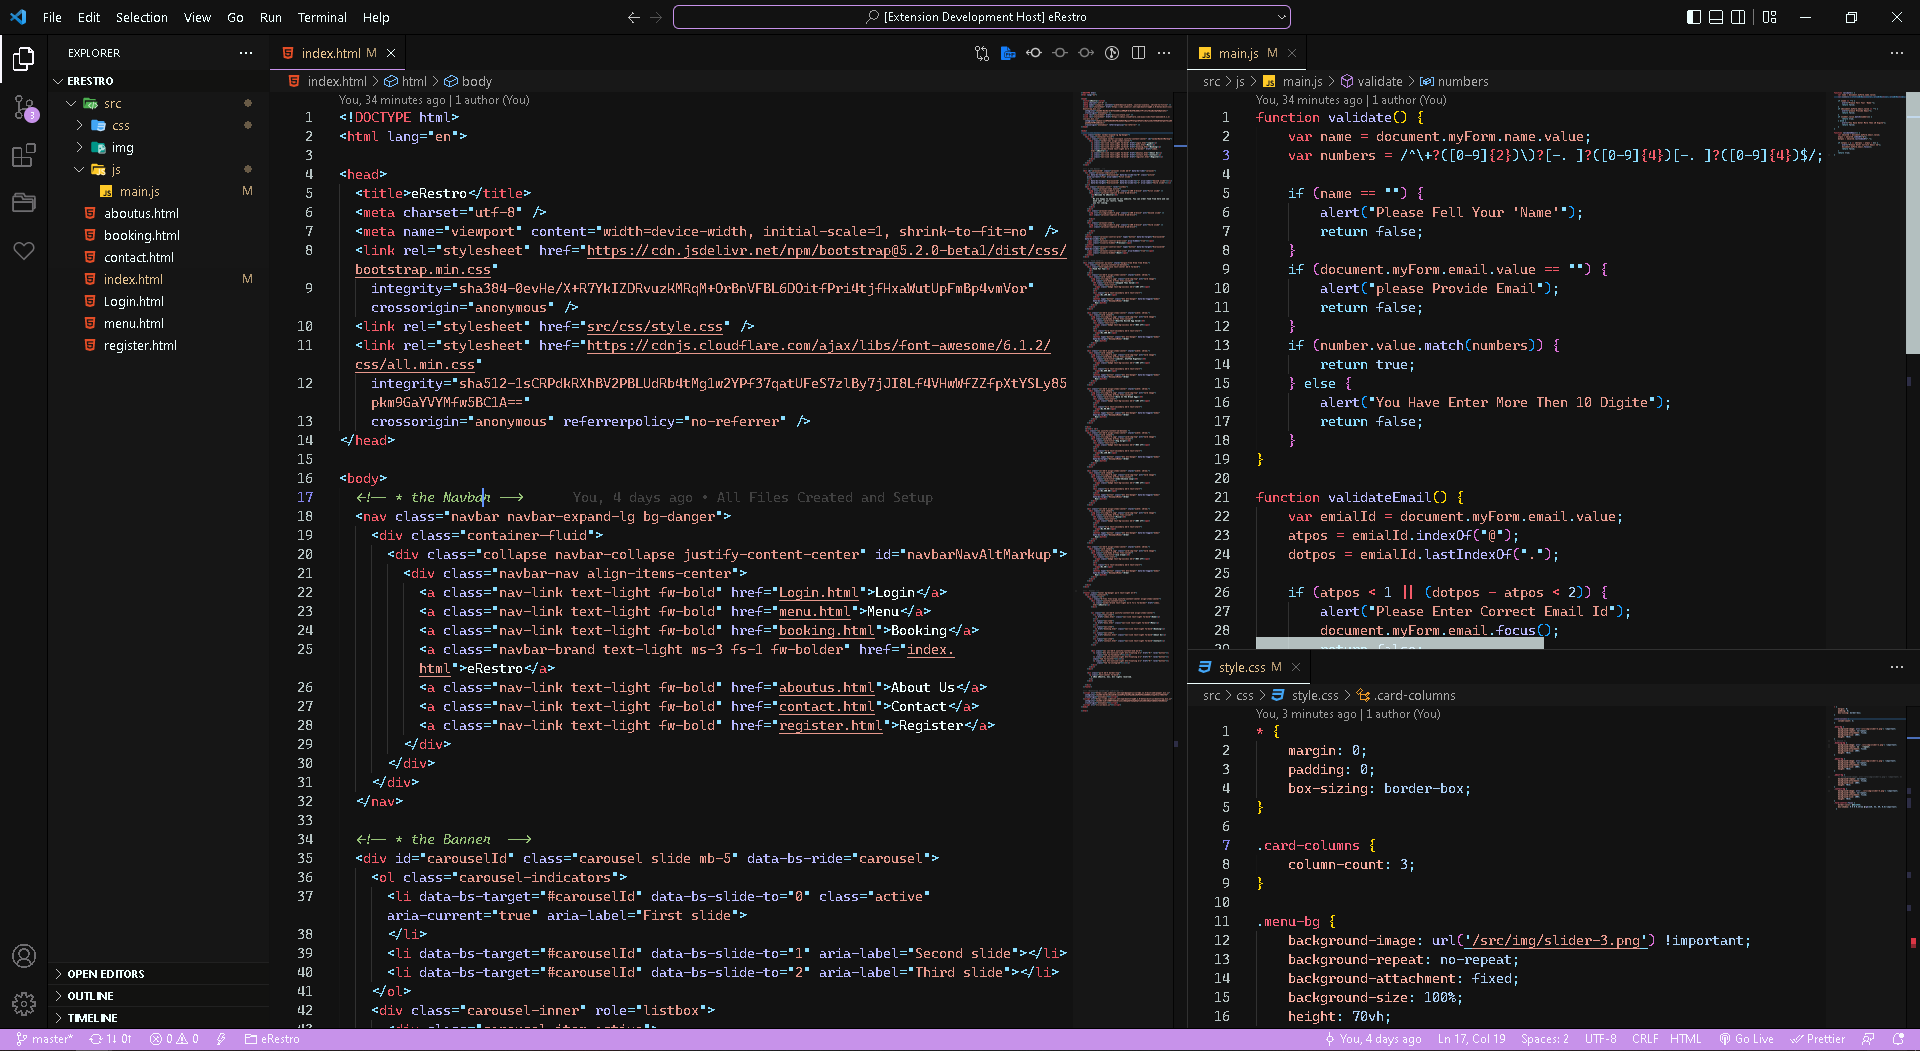 File Edit Selection View Go Run Terminal Help
[Extension Development Host] eRestro
EXPLORER
ERESTRO
src
css
img
js
main.js M
aboutus.html
booking.html
contact.html
index.html M
Login.html
menu.html
register.html
OPEN EDITORS
OUTLINE
TIMELINE
3
index.html M
index.html > html > body
You, 34 minutes ago | 1 author (You)
1 <!DOCTYPE html>
2 <html lang="en">
3
4 <head>
5 <title>eRestro</title>
6 <meta charset="utf-8" />
7 <meta name="viewport" content="width=device-width, initial-scale=1, shrink-to-fit=no" />
8 <link rel="stylesheet" href="https://cdn.jsdelivr.net/npm/bootstrap@5.2.0-beta1/dist/css/
bootstrap.min.css"
9 integrity="sha384-0evHe/X+R7YkIZDRvuzKMRqM+OrBnVFBL6DOitfPri4tjfHxaWutUpFmBp4vmVor"
crossorigin="anonymous" />
10 <link rel="stylesheet" href="src/css/style.css" />
11 <link rel="stylesheet" href="https://cdnjs.cloudflare.com/ajax/libs/font-awesome/6.1.2/
css/all.min.css"
12 integrity="sha512-1sCRPdkRXhBV2PBLUdRb4tMg1w2YPf37qatUFeS7zlBy7jJI8Lf4VHwWfZZfpXtYSLy85
pkm9GaYVYMfw5BC1A=="
13 crossorigin="anonymous" referrerpolicy="no-referrer" />
14 </head>
15
16 <body>
17 <!-- * the Navbar --> You, 4 days ago • All Files Created and Setup
18 <nav class="navbar navbar-expand-lg bg-danger">
19 <div class="container-fluid">
20 <div class="collapse navbar-collapse justify-content-center" id="navbarNavAltMarkup">
21 <div class="navbar-nav align-items-center">
22 <a class="nav-link text-light fw-bold" href="Login.html">Login</a>
23 <a class="nav-link text-light fw-bold" href="menu.html">Menu</a>
24 <a class="nav-link text-light fw-bold" href="booking.html">Booking</a>
25 <a class="navbar-brand text-light ms-3 fs-1 fw-bolder" href="index.
html">eRestro</a>
26 <a class="nav-link text-light fw-bold" href="aboutus.html">About Us</a>
27 <a class="nav-link text-light fw-bold" href="contact.html">Contact</a>
28 <a class="nav-link text-light fw-bold" href="register.html">Register</a>
29 </div>
30 </div>
31 </div>
32 </nav>
33
34 <!-- * the Banner -->
35 <div id="carouselId" class="carousel slide mb-5" data-bs-ride="carousel">
36 <ol class="carousel-indicators">
37 <li data-bs-target="#carouselId" data-bs-slide-to="0" class="active"
aria-current="true" aria-label="First slide">
38 </li>
39 <li data-bs-target="#carouselId" data-bs-slide-to="1" aria-label="Second slide"></li>
40 <li data-bs-target="#carouselId" data-bs-slide-to="2" aria-label="Third slide"></li>
41 </ol>
42 <div class="carousel-inner" role="listbox">
main.js M
src > js > main.js > validate > numbers
You, 34 minutes ago | 1 author (You)
1 function validate() {
2 var name = document.myForm.name.value;
3 var numbers = /^\+?([0-9]{2})\)?[-. ]?([0-9]{4})[-. ]?([0-9]{4})$/;
4
5 if (name == "") {
6 alert("Please Fell Your 'Name'");
7 return false;
8 }
9 if (document.myForm.email.value == "") {
10 alert("please Provide Email");
11 return false;
12 }
13 if (number.value.match(numbers)) {
14 return true;
15 } else {
16 alert("You Have Enter More Then 10 Digite");
17 return false;
18 }
19 }
20
21 function validateEmail() {
22 var emialId = document.myForm.email.value;
23 atpos = emialId.indexOf("@");
24 dotpos = emialId.lastIndexOf(".");
25
26 if (atpos < 1 || (dotpos - atpos < 2)) {
27 alert("Please Enter Correct Email Id");
28 document.myForm.email.focus();
style.css M
src > css > style.css > .card-columns
You, 3 minutes ago | 1 author (You)
1 * {
2 margin: 0;
3 padding: 0;
4 box-sizing: border-box;
5 }
6
7 .card-columns {
8 column-count: 3;
9 }
10
11 .menu-bg {
12 background-image: url('/src/img/slider-3.png') !important;
13 background-repeat: no-repeat;
14 background-attachment: fixed;
15 background-size: 100%;
16 height: 70vh;
master* 1↓ 0↑ 0 0 eRestro
You, 4 days ago Ln 17, Col 19 Spaces: 2 UTF-8 CRLF HTML Go Live Prettier